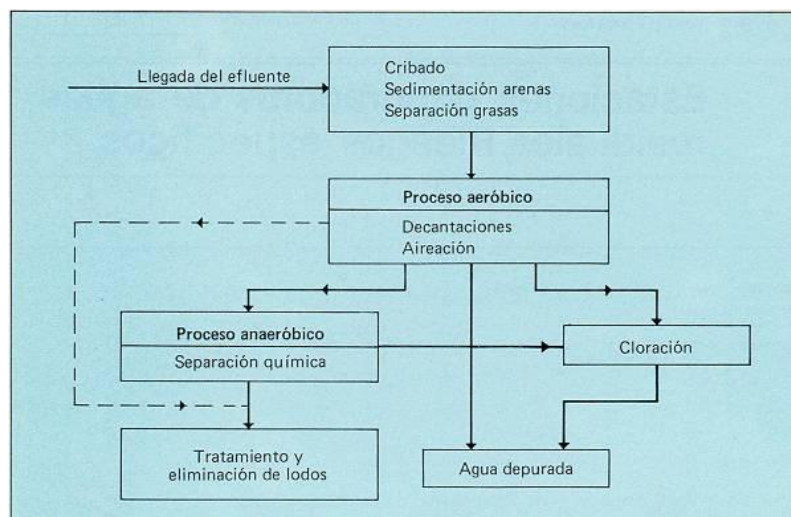 Llegada del efluente
Cribado
Sedimentación arenas
Separación grasas
Proceso aeróbico
Decantaciones
Aireación
Proceso anaeróbico
Separación química
Cloración
Tratamiento y
eliminación de lodos
Agua depurada